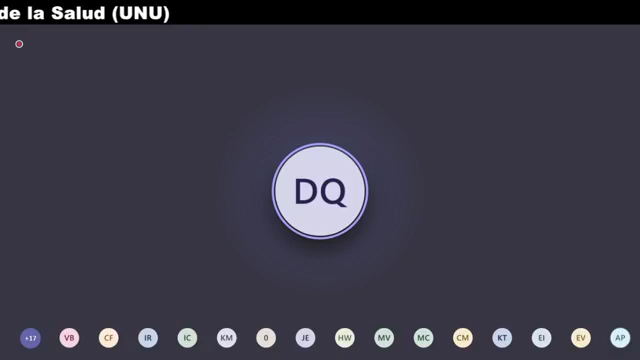 de la Salud (UNU)
DQ
+17 VB CF IR IC KM 0 JE HW MV MC CM KT EI EV AP